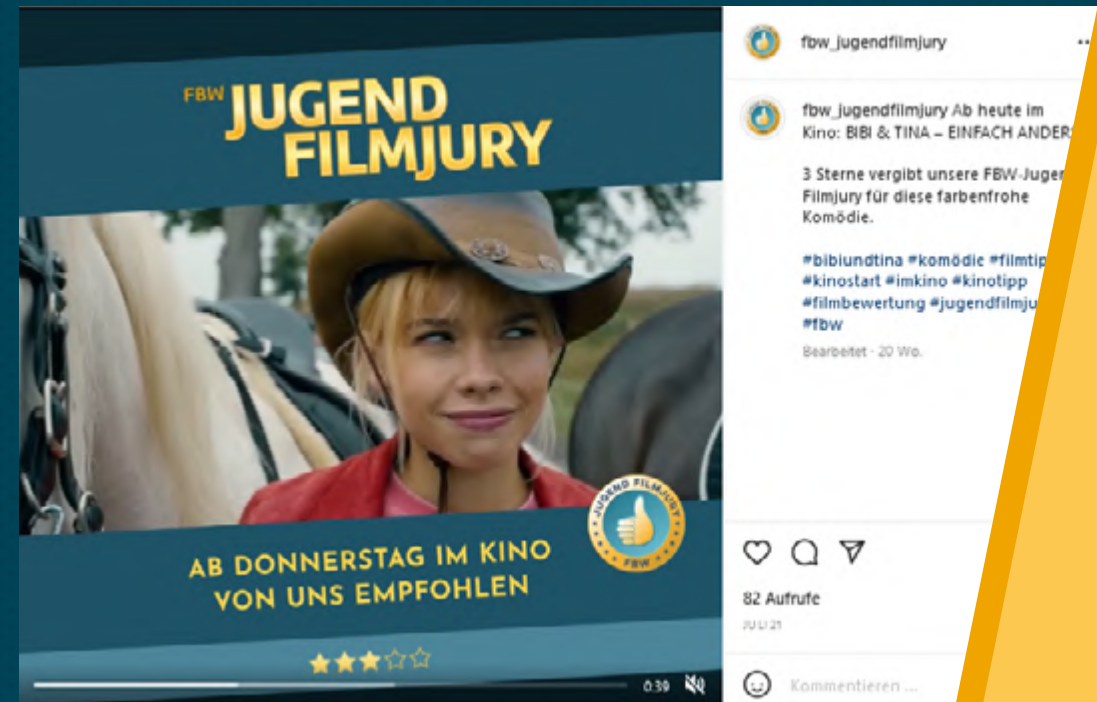 FBW JUGEND
FILMJURY
JUGEND FILMJURY
FBW
AB DONNERSTAG IM KINO
VON UNS EMPFOHLEN
0:39
fbw_jugendfilmjury
fbw_jugendfilmjury Ab heute im
Kino: BIBI & TINA – EINFACH ANDER
3 Sterne vergibt unsere FBW-Jugen
Filmjury für diese farbenfrohe
Komödie.
#bibiundtina #komödie #filmtip
#kinostart #imkino #kinotipp
#filmbewertung #jugendfilmju
#fbw
Bearbeitet · 20 Wo.
82 Aufrufe
JULI 21
Kommentieren ...